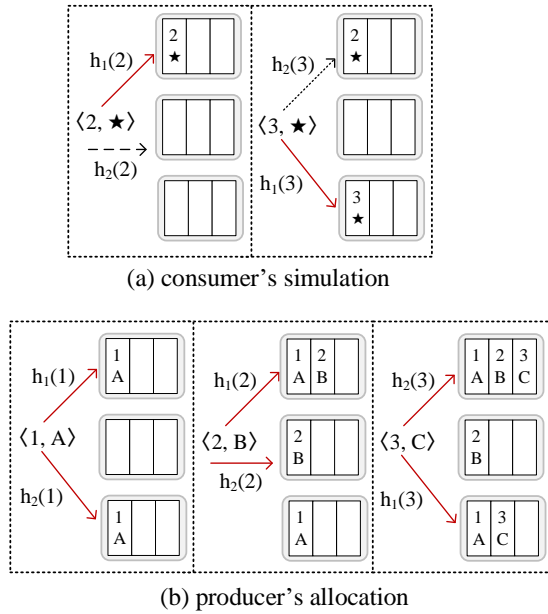 h₁(2)
2
★
⟨2, ★⟩
h₂(2)
h₂(3)
2
★
⟨3, ★⟩
h₁(3)
3
★
(a) consumer's simulation
h₁(1)
1
A
⟨1, A⟩
h₂(1)
1
A
h₁(2)
1 2
A B
⟨2, B⟩
2
B
h₂(2)
1
A
h₂(3)
1 2 3
A B C
⟨3, C⟩
2
B
h₁(3)
1 3
A C
(b) producer's allocation